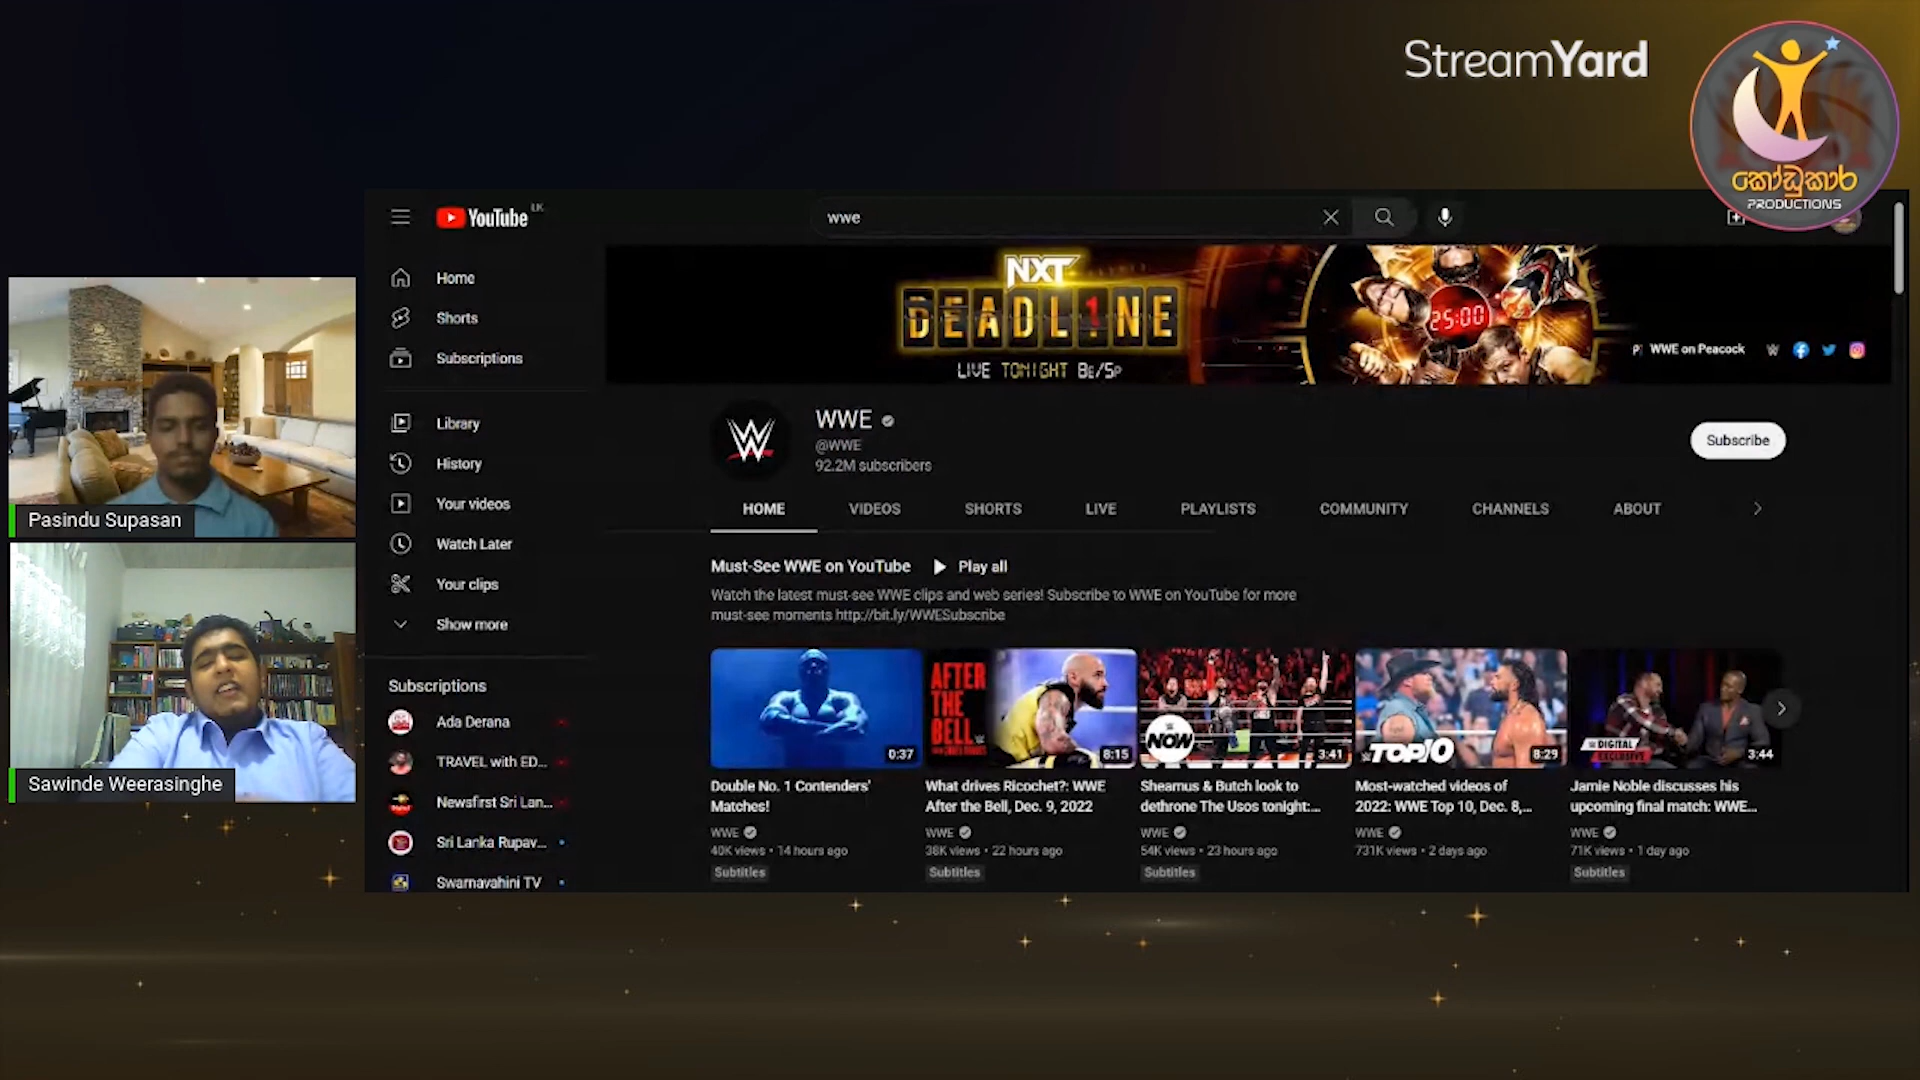 StreamYard
කෝඩුකාර
PRODUCTIONS
YouTube LK
wwe
Home
Shorts
Subscriptions
Library
History
Your videos
Watch Later
Your clips
Show more
Subscriptions
Ada Derana
TRAVEL with ED...
Newsfirst Sri Lan...
Sri Lanka Rupav...
Swarnavahini TV
NXT
DEADL!NE
LIVE TONIGHT 8E/5P
WWE on Peacock
25:00
WWE
@WWE
92.2M subscribers
Subscribe
HOME VIDEOS SHORTS LIVE PLAYLISTS COMMUNITY CHANNELS ABOUT
Must-See WWE on YouTube Play all
Watch the latest must-see WWE clips and web series! Subscribe to WWE on YouTube for more
must-see moments http://bit.ly/WWESubscribe
0:37
Double No. 1 Contenders'
Matches!
WWE
40K views • 14 hours ago
Subtitles
AFTER
THE
BELL
8:15
What drives Ricochet?: WWE
After the Bell, Dec. 9, 2022
WWE
38K views • 22 hours ago
Subtitles
NOW
3:41
Sheamus & Butch look to
dethrone The Usos tonight:...
WWE
54K views • 23 hours ago
Subtitles
TOP10
8:29
Most-watched videos of
2022: WWE Top 10, Dec. 8,...
WWE
731K views • 2 days ago
DIGITAL
EXCLUSIVE
3:44
Jamie Noble discusses his
upcoming final match: WWE...
WWE
71K views • 1 day ago
Subtitles
Pasindu Supasan
Sawinde Weerasinghe